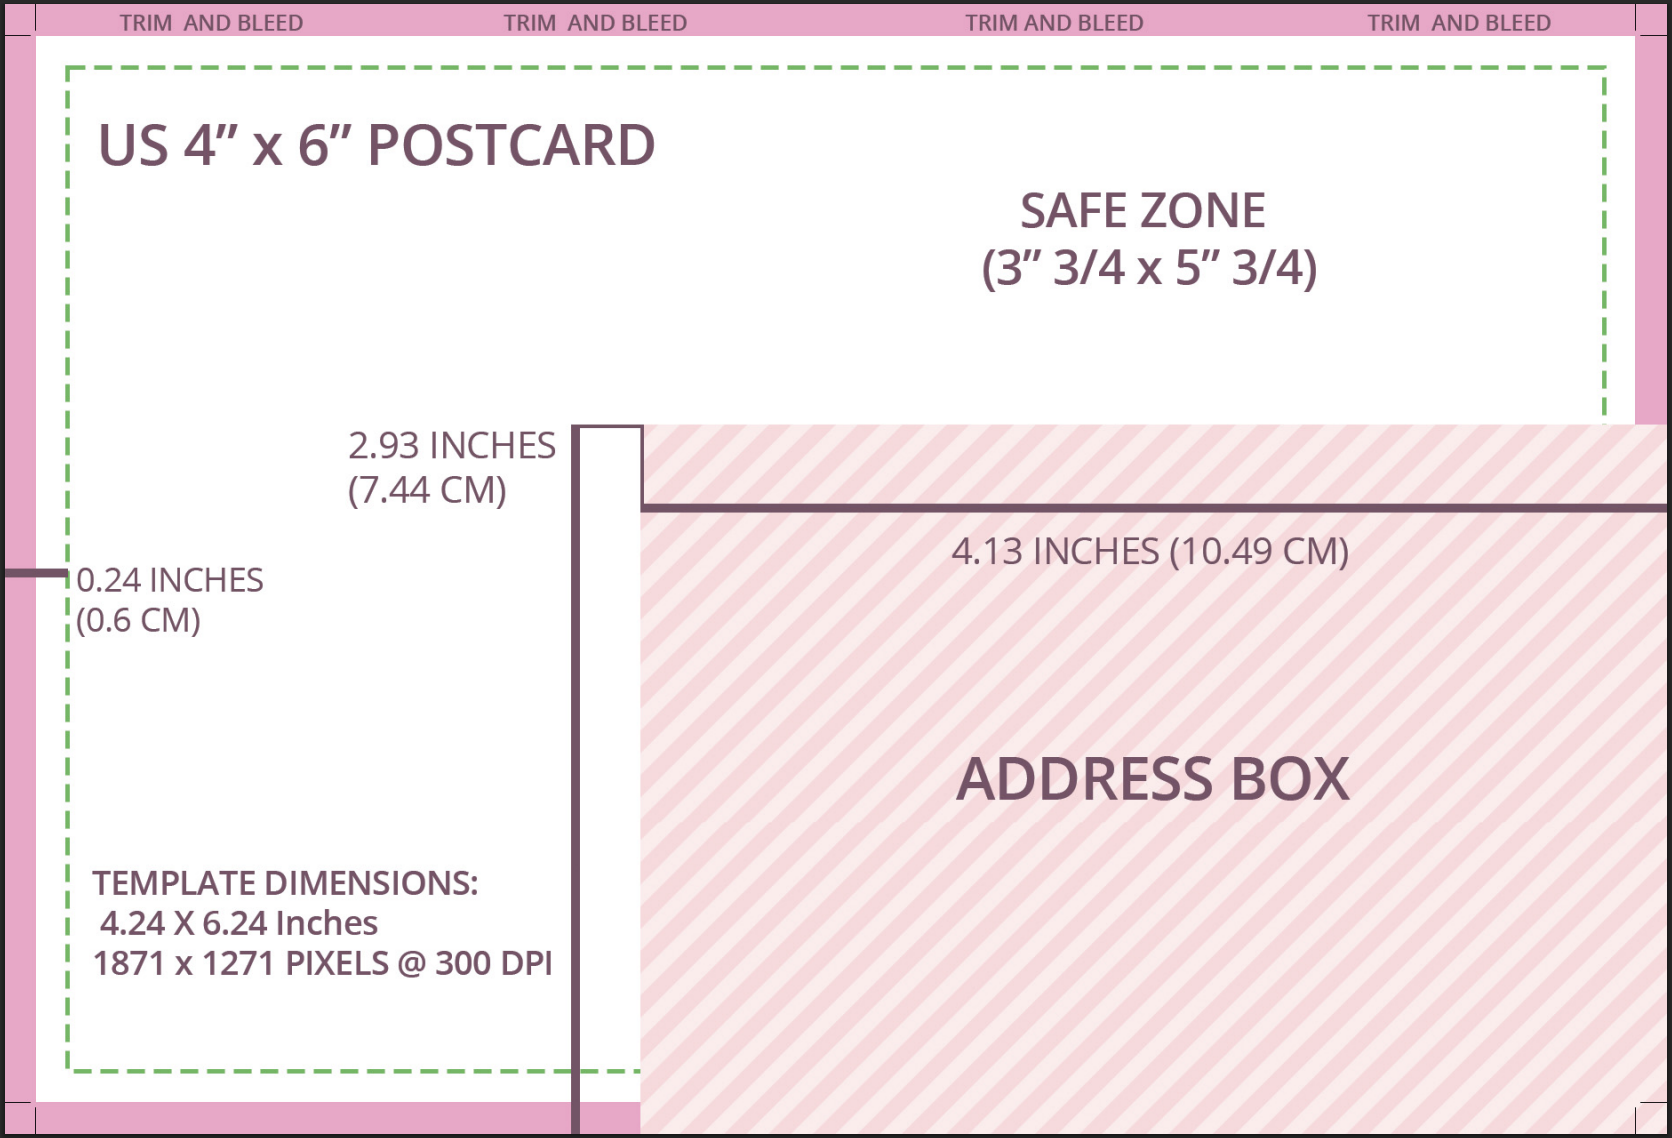 TRIM AND BLEED
TRIM AND BLEED
TRIM AND BLEED
TRIM AND BLEED
US 4” x 6” POSTCARD
SAFE ZONE
(3” 3/4 x 5” 3/4)
2.93 INCHES
(7.44 CM)
4.13 INCHES (10.49 CM)
0.24 INCHES
(0.6 CM)
ADDRESS BOX
TEMPLATE DIMENSIONS:
4.24 X 6.24 Inches
1871 x 1271 PIXELS @ 300 DPI